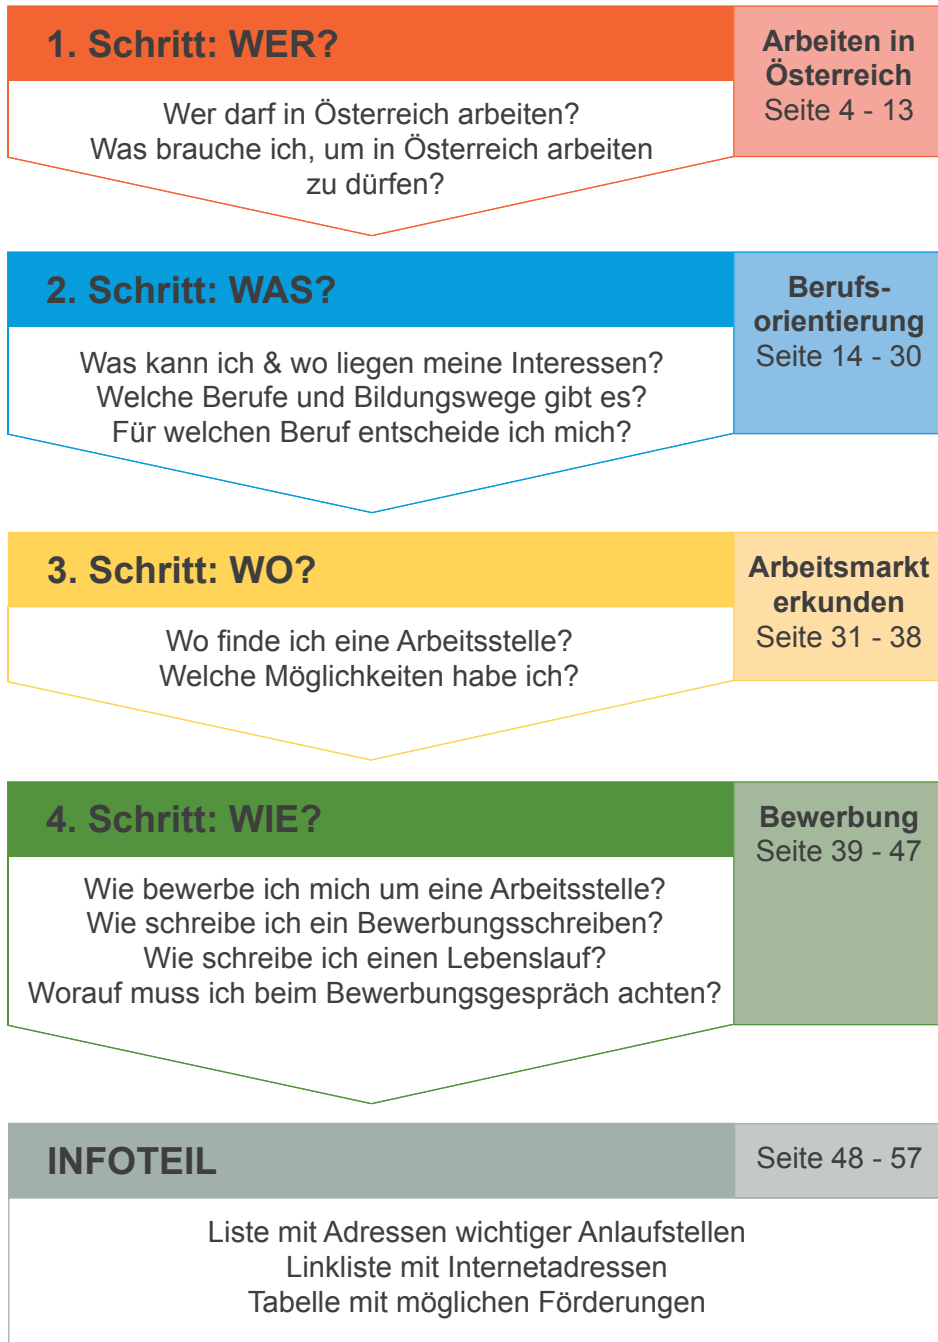 1. Schritt: WER?
Arbeiten in
Österreich
Seite 4 - 13
Wer darf in Österreich arbeiten?
Was brauche ich, um in Österreich arbeiten
zu dürfen?
2. Schritt: WAS?
Berufs-
orientierung
Seite 14 - 30
Was kann ich & wo liegen meine Interessen?
Welche Berufe und Bildungswege gibt es?
Für welchen Beruf entscheide ich mich?
3. Schritt: WO?
Arbeitsmarkt
erkunden
Seite 31 - 38
Wo finde ich eine Arbeitsstelle?
Welche Möglichkeiten habe ich?
4. Schritt: WIE?
Bewerbung
Seite 39 - 47
Wie bewerbe ich mich um eine Arbeitsstelle?
Wie schreibe ich ein Bewerbungsschreiben?
Wie schreibe ich einen Lebenslauf?
Worauf muss ich beim Bewerbungsgespräch achten?
INFOTEIL
Seite 48 - 57
Liste mit Adressen wichtiger Anlaufstellen
Linkliste mit Internetadressen
Tabelle mit möglichen Förderungen